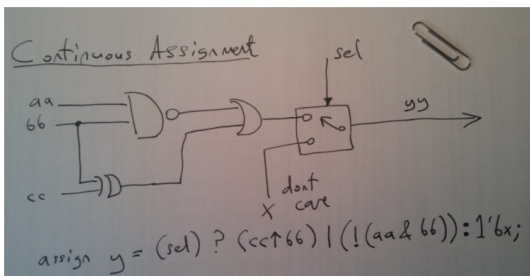 Continuous Assignment
sel
aa
bb
yy
cc
X
dont
care
assign y = (sel) ? (cc↑bb) | (!(aa & bb)) : 1'bx;